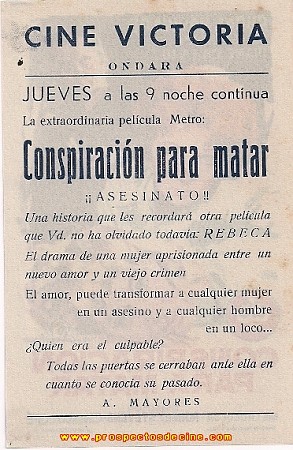 CINE VICTORIA
ONDARA
JUEVES a las 9 noche contínua
La extraordinaria película Metro:
Conspiración para matar
¡¡ASESINATO!!
Una historia que les recordará otra película
que Vd. no ha olvidado todavia: REBECA
El drama de una mujer aprisionada entre un
nuevo amor y un viejo crimen
El amor, puede transformar a cualquier mujer
en un asesino y a cualquier hombre
en un loco...
¿Quien era el culpable?
Todas las puertas se cerraban ante ella en
cuanto se conocía su pasado.
A. MAYORES
www.prospectosdecine.com